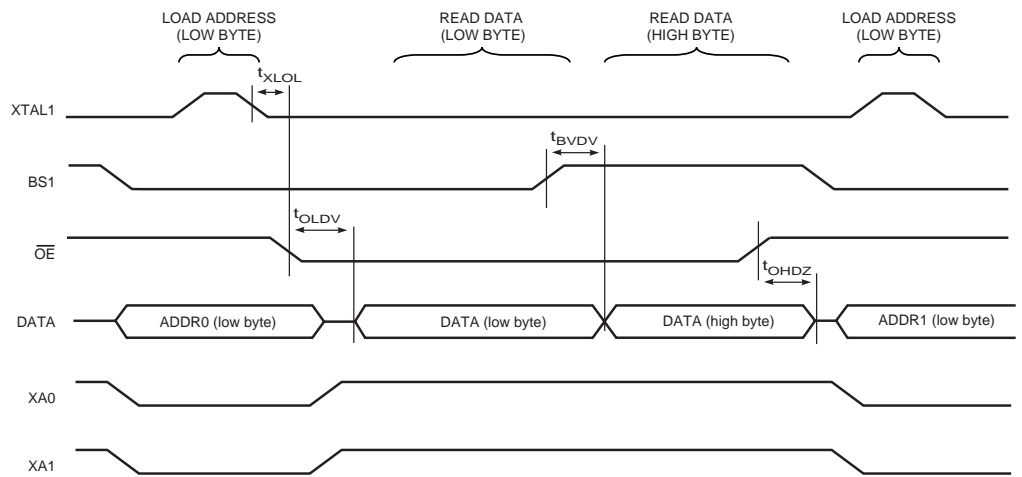 LOAD ADDRESS
(LOW BYTE)
READ DATA
(LOW BYTE)
READ DATA
(HIGH BYTE)
LOAD ADDRESS
(LOW BYTE)
tXLOL
XTAL1
tBVDV
BS1
tOLDV
OE
tOHDZ
DATA
ADDR0 (low byte)
DATA (low byte)
DATA (high byte)
ADDR1 (low byte)
XA0
XA1